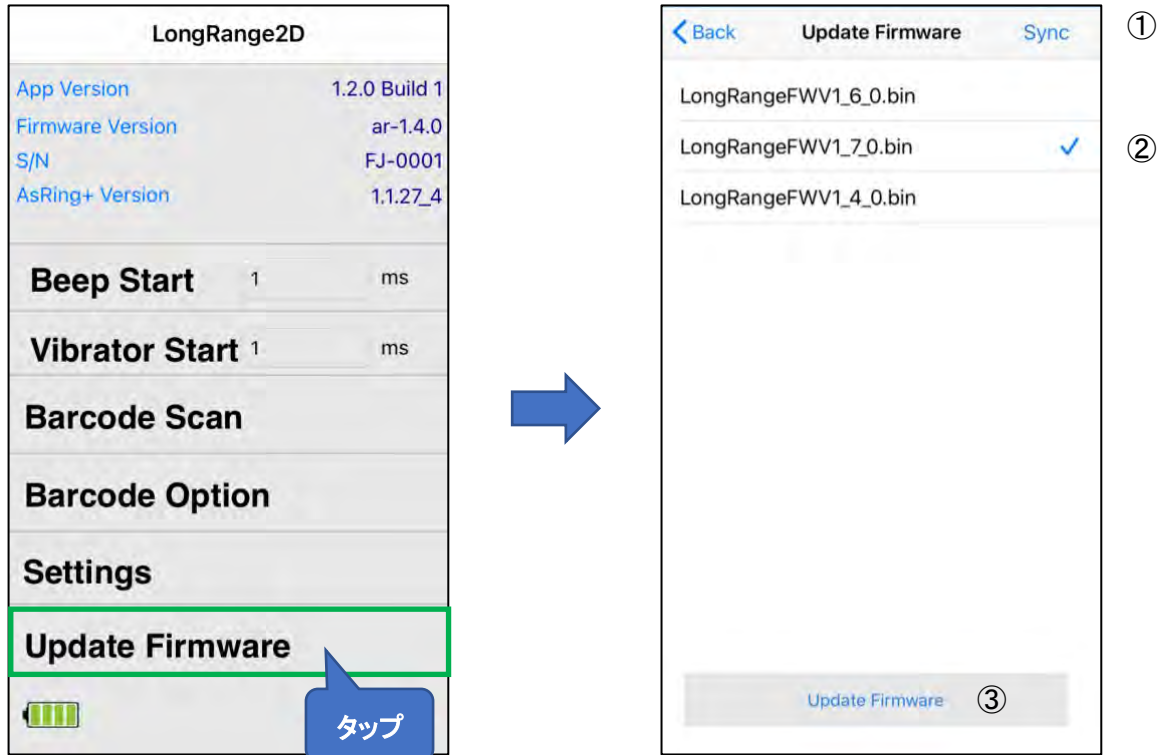 LongRange2D
App Version 1.2.0 Build 1
Firmware Version ar-1.4.0
S/N FJ-0001
AsRing+ Version 1.1.27_4
Beep Start 1 ms
Vibrator Start 1 ms
Barcode Scan
Barcode Option
Settings
Update Firmware
タップ
Back Update Firmware Sync ①
LongRangeFWV1_6_0.bin
LongRangeFWV1_7_0.bin ②
LongRangeFWV1_4_0.bin
Update Firmware ③